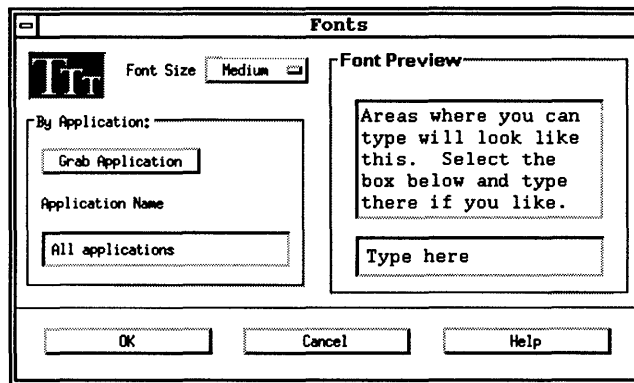 Fonts
TTT
Font Size Medium
By Application:
Grab Application
Application Name
All applications
Font Preview
Areas where you can
type will look like
this. Select the
box below and type
there if you like.
Type here
OK Cancel Help